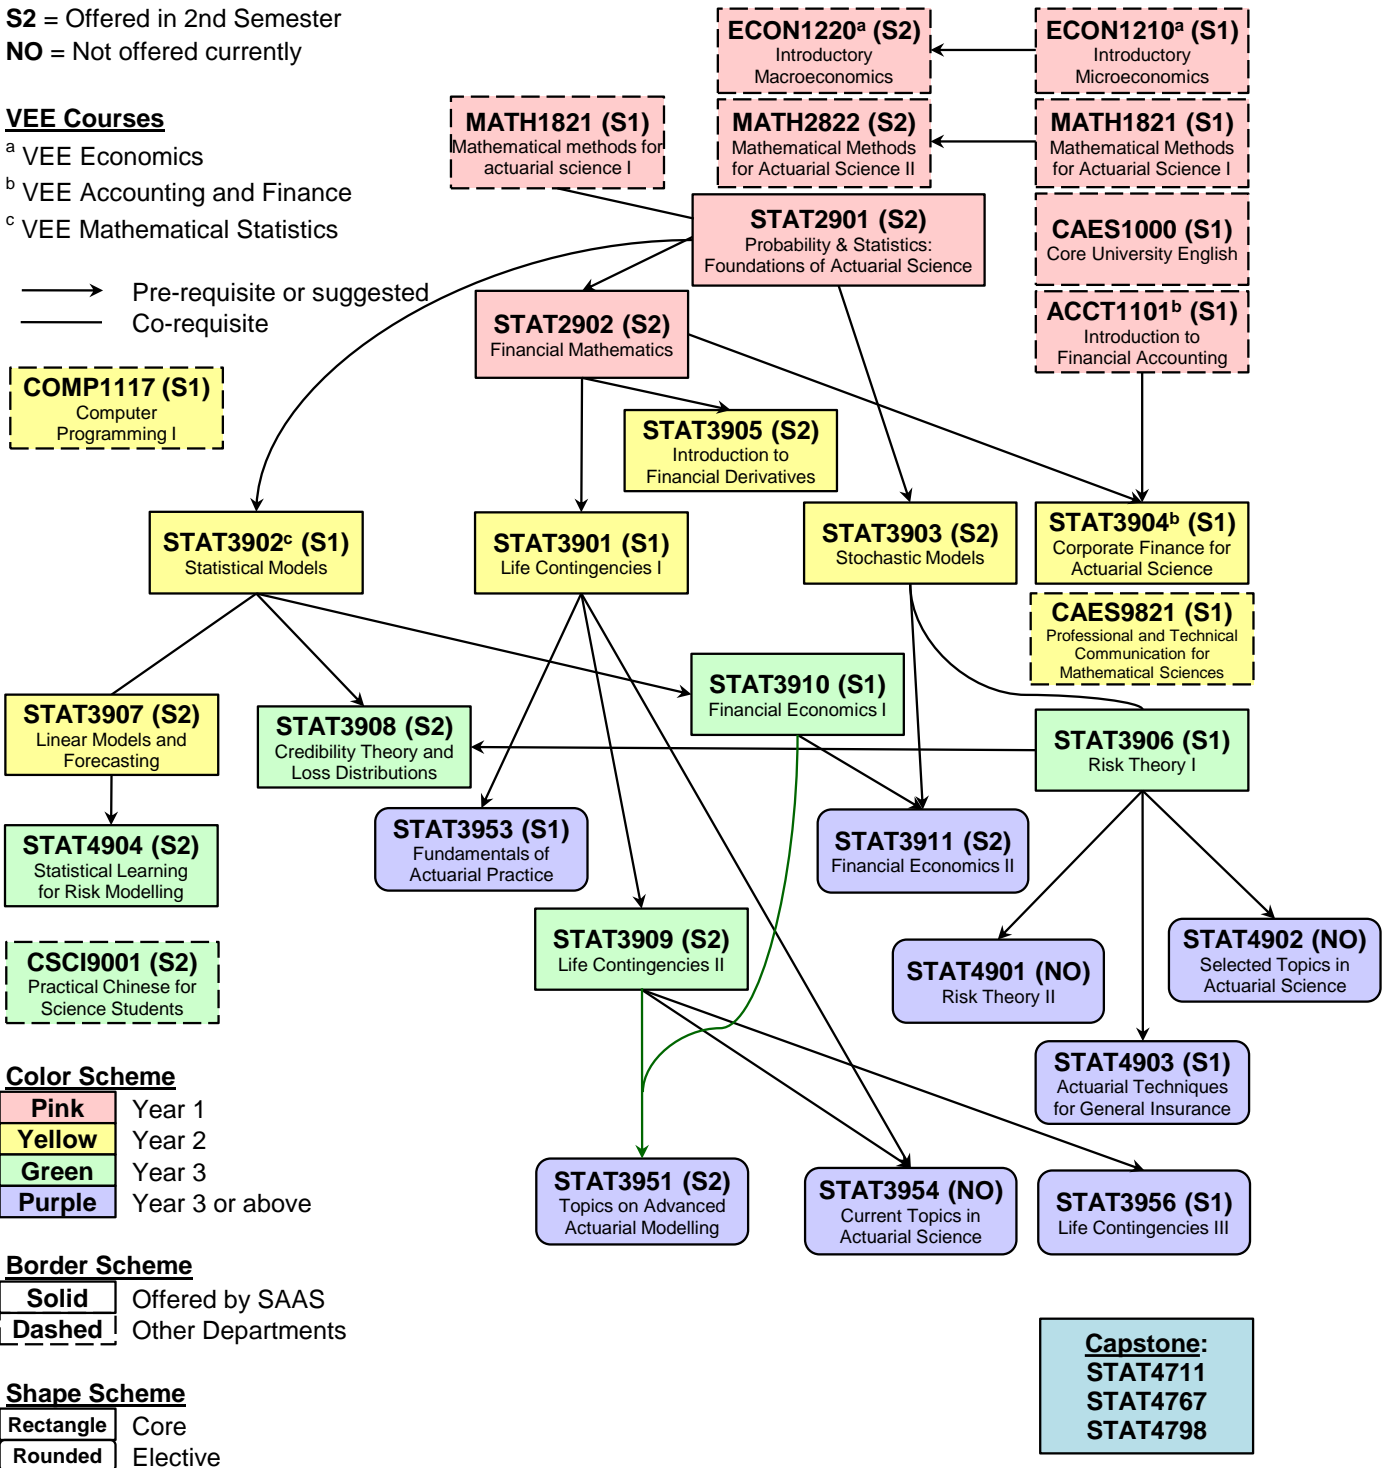 S2 = Offered in 2nd Semester
NO = Not offered currently
VEE Courses
a VEE Economics
b VEE Accounting and Finance
c VEE Mathematical Statistics
Pre-requisite or suggested
Co-requisite
ECON1220a (S2)
Introductory
Macroeconomics
ECON1210a (S1)
Introductory
Microeconomics
MATH1821 (S1)
Mathematical methods for
actuarial science I
MATH2822 (S2)
Mathematical Methods
for Actuarial Science II
MATH1821 (S1)
Mathematical Methods
for Actuarial Science I
STAT2901 (S2)
Probability & Statistics:
Foundations of Actuarial Science
CAES1000 (S1)
Core University English
STAT2902 (S2)
Financial Mathematics
ACCT1101b (S1)
Introduction to
Financial Accounting
COMP1117 (S1)
Computer
Programming I
STAT3905 (S2)
Introduction to
Financial Derivatives
STAT3902c (S1)
Statistical Models
STAT3901 (S1)
Life Contingencies I
STAT3903 (S2)
Stochastic Models
STAT3904b (S1)
Corporate Finance for
Actuarial Science
CAES9821 (S1)
Professional and Technical
Communication for
Mathematical Sciences
STAT3907 (S2)
Linear Models and
Forecasting
STAT3908 (S2)
Credibility Theory and
Loss Distributions
STAT3910 (S1)
Financial Economics I
STAT3906 (S1)
Risk Theory I
STAT4904 (S2)
Statistical Learning
for Risk Modelling
STAT3953 (S1)
Fundamentals of
Actuarial Practice
STAT3911 (S2)
Financial Economics II
CSCI9001 (S2)
Practical Chinese for
Science Students
STAT3909 (S2)
Life Contingencies II
STAT4901 (NO)
Risk Theory II
STAT4902 (NO)
Selected Topics in
Actuarial Science
STAT4903 (S1)
Actuarial Techniques
for General Insurance
STAT3951 (S2)
Topics on Advanced
Actuarial Modelling
STAT3954 (NO)
Current Topics in
Actuarial Science
STAT3956 (S1)
Life Contingencies III
Color Scheme
Pink Year 1
Yellow Year 2
Green Year 3
Purple Year 3 or above
Border Scheme
Solid Offered by SAAS
Dashed Other Departments
Shape Scheme
Rectangle Core
Rounded Elective
Capstone:
STAT4711
STAT4767
STAT4798